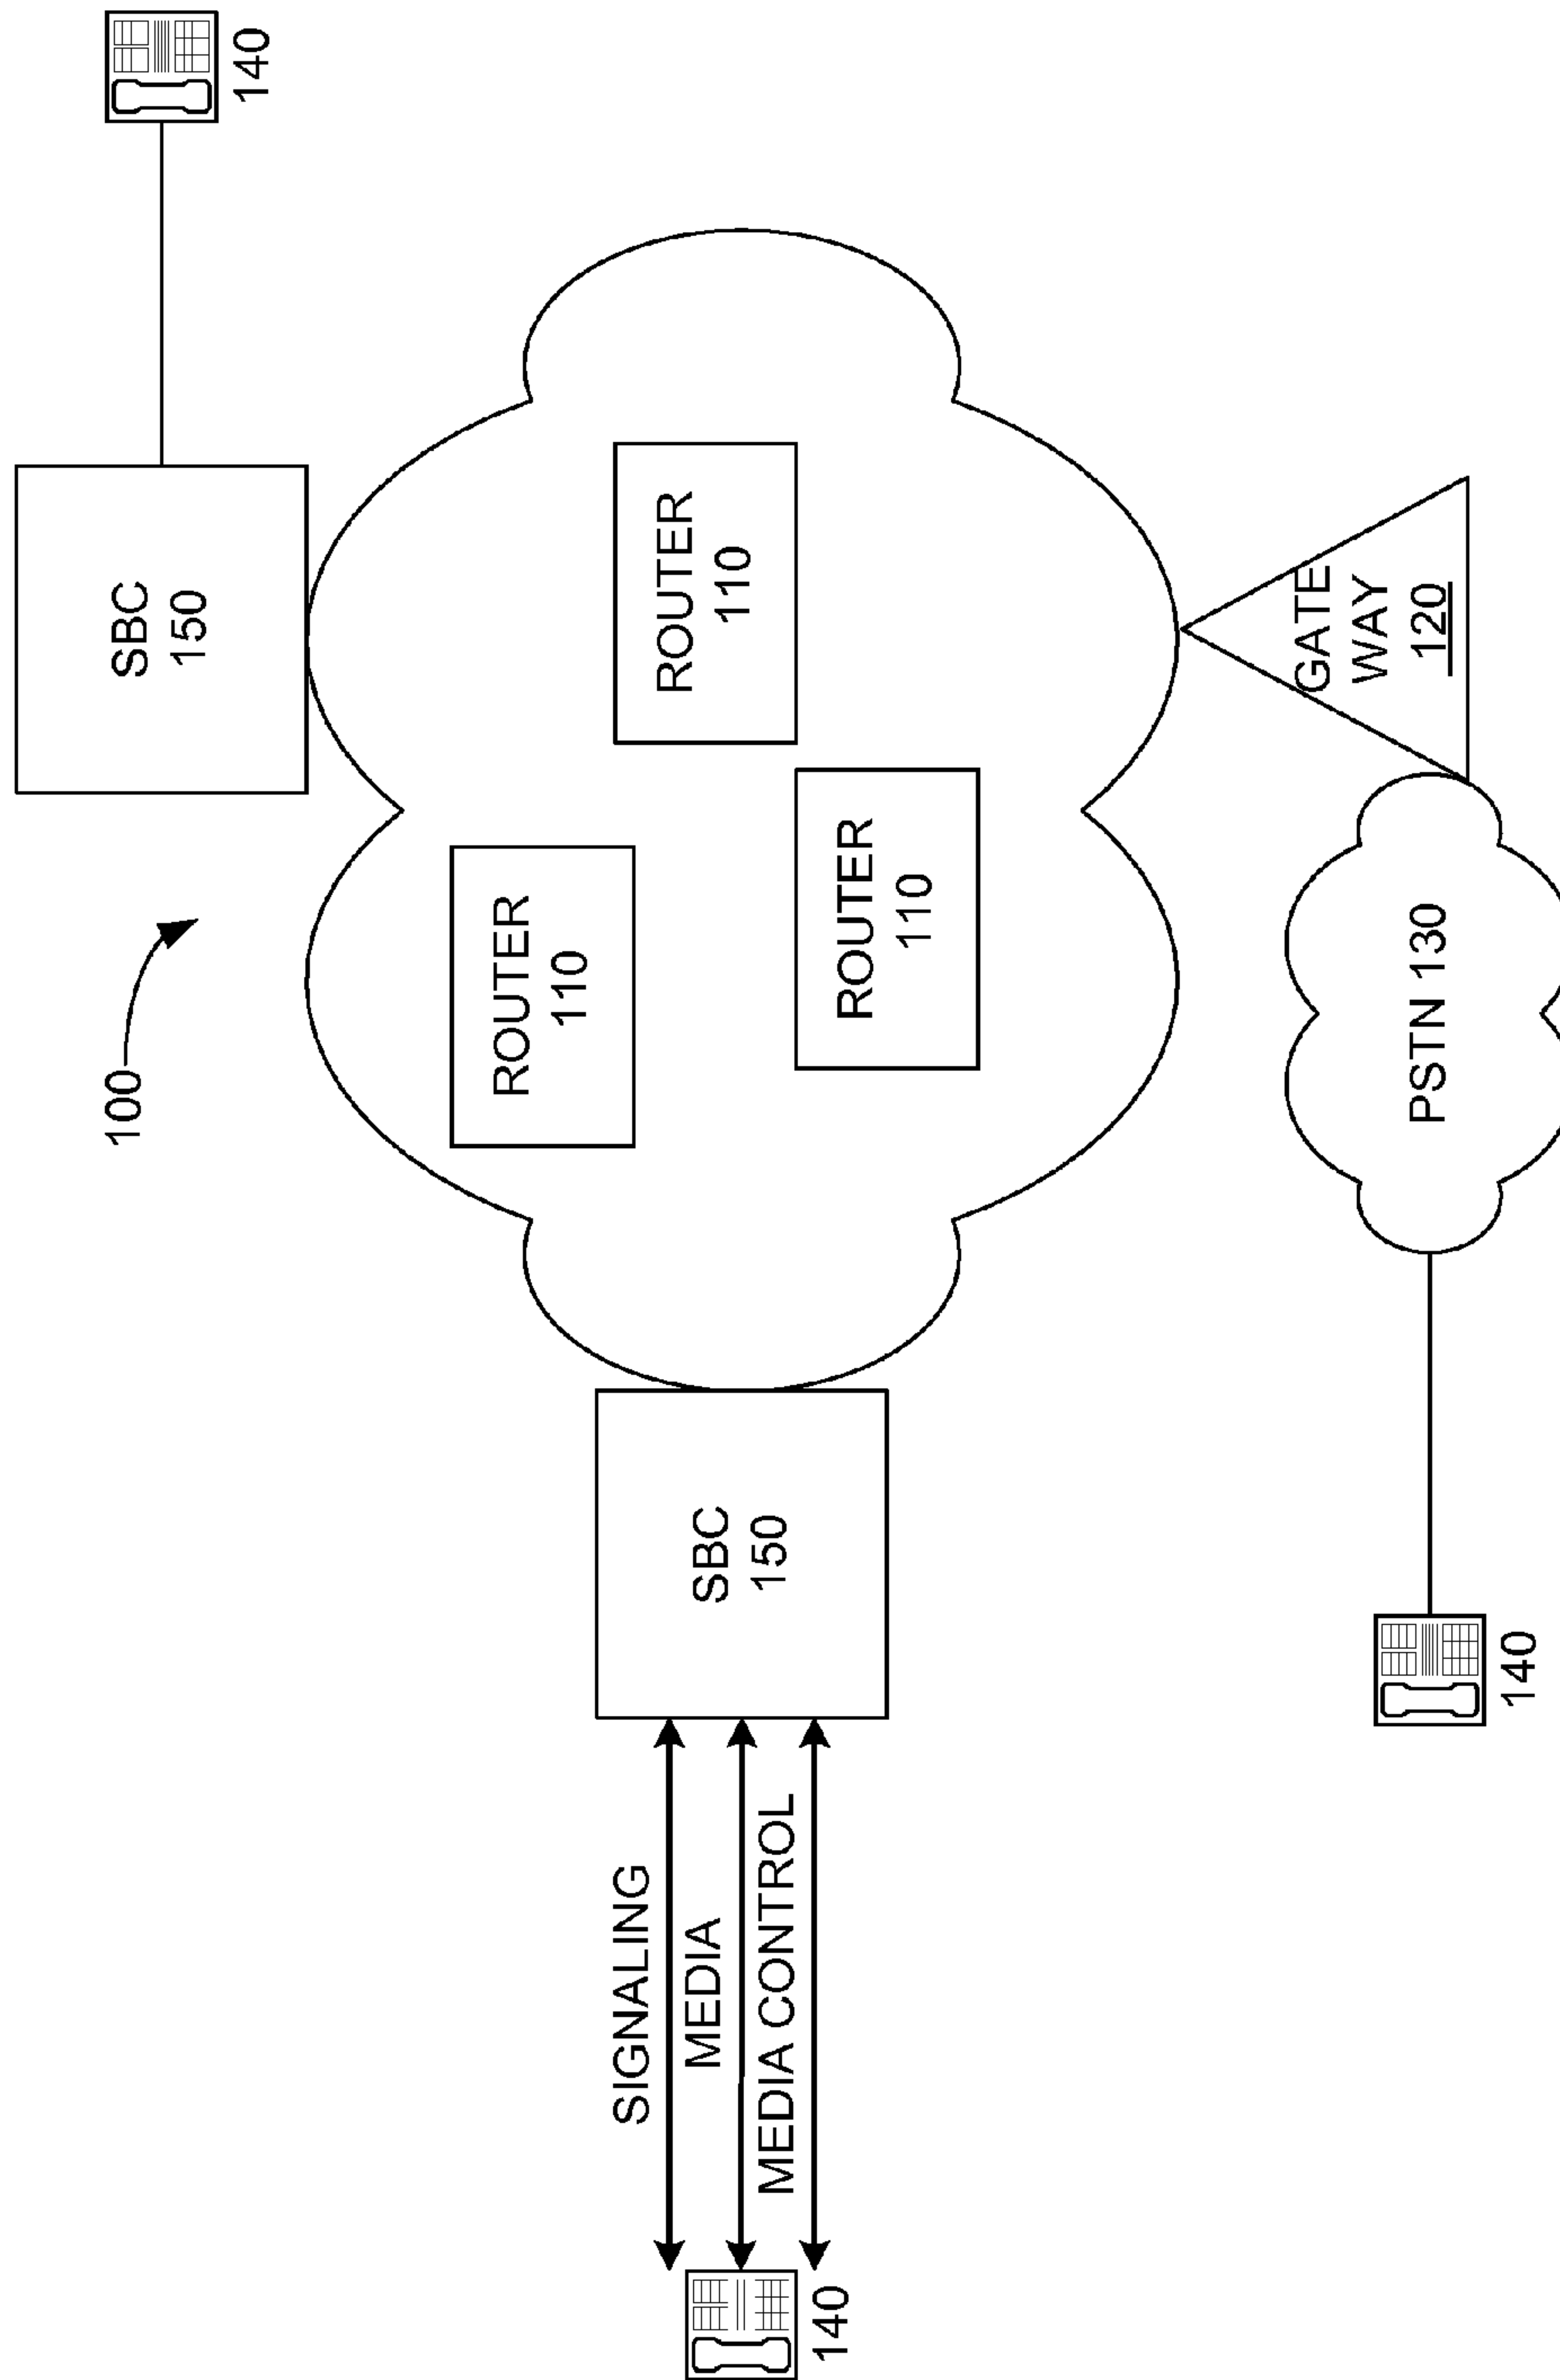 100
SBC
150
140
ROUTER
110
ROUTER
110
ROUTER
110
SIGNALING
MEDIA
MEDIA CONTROL
140
SBC
150
GATE
WAY
120
PSTN 130
140